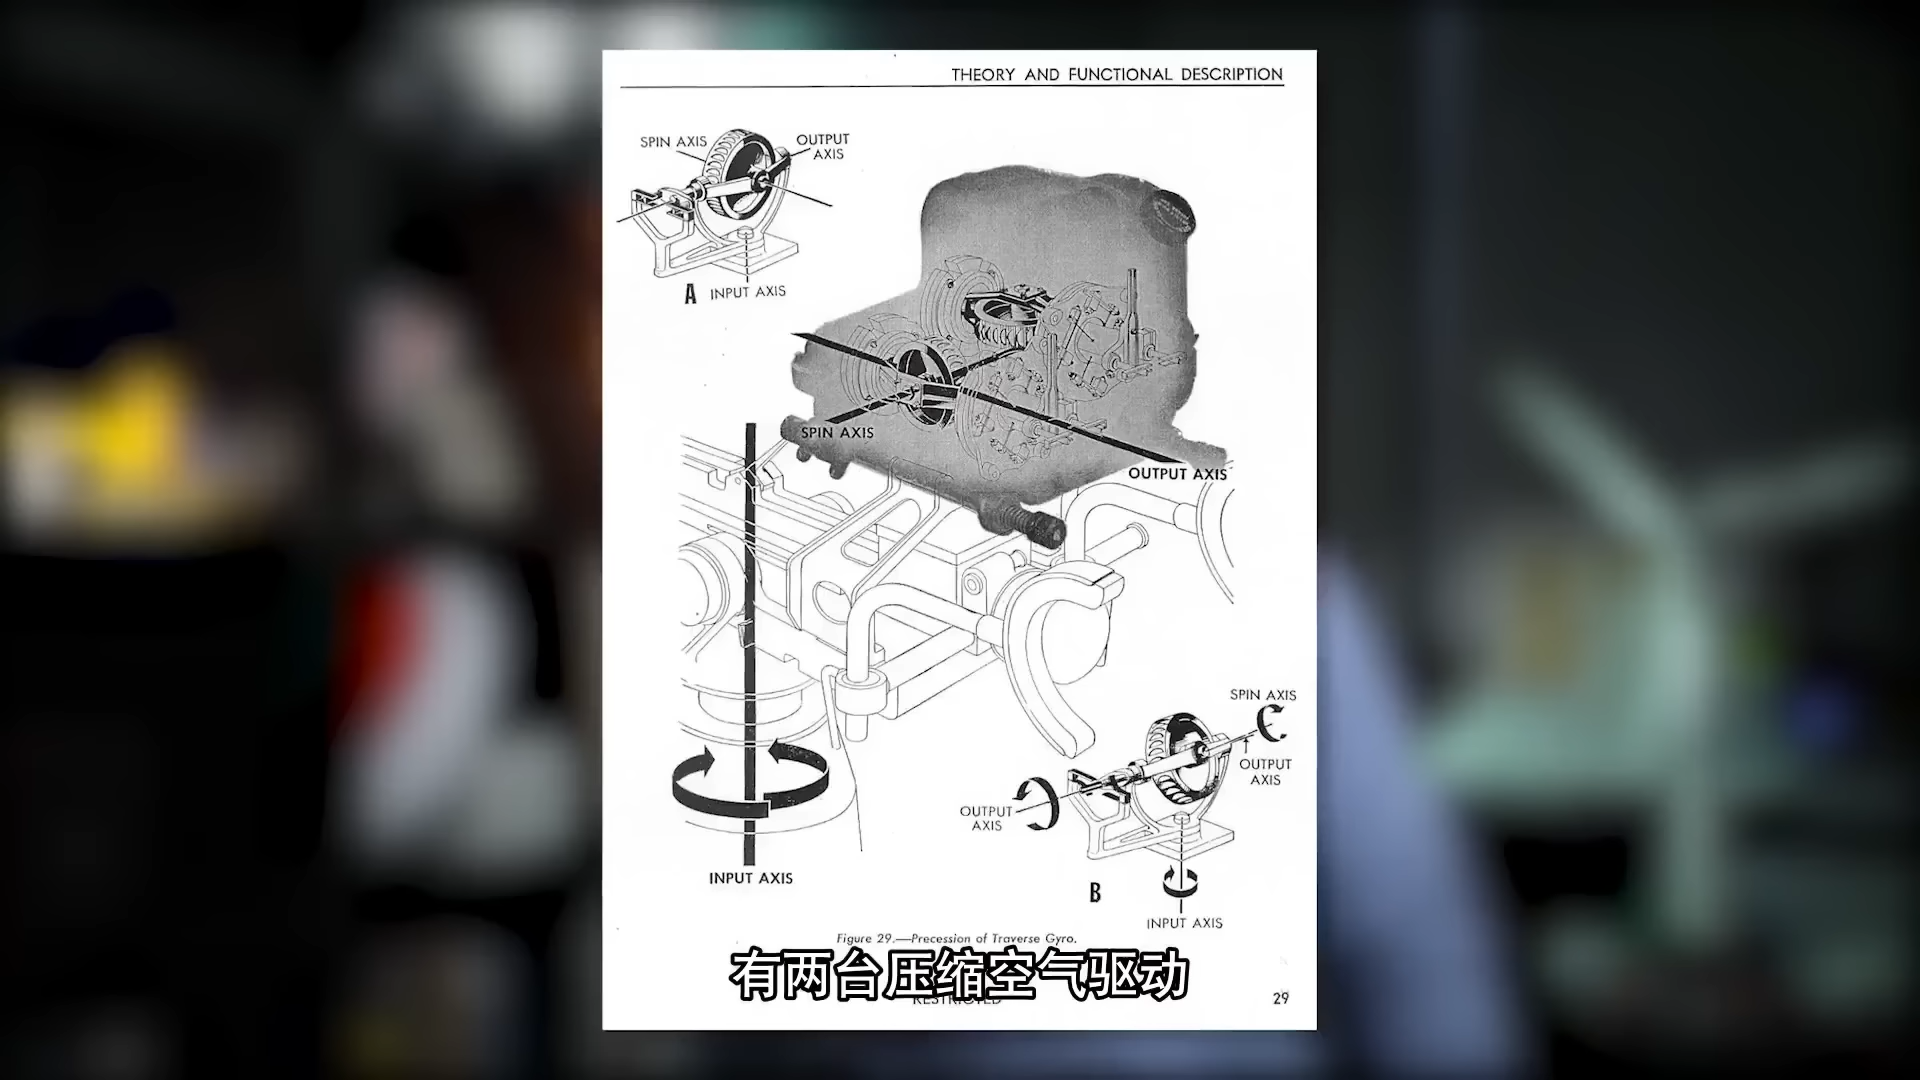 THEORY AND FUNCTIONAL DESCRIPTION
SPIN AXIS
OUTPUT
AXIS
A
INPUT AXIS
SPIN AXIS
OUTPUT AXIS
INPUT AXIS
SPIN AXIS
OUTPUT
AXIS
OUTPUT
AXIS
B
INPUT AXIS
Figure 29.—Precession of Traverse Gyro.
有两台压缩空气驱动
RESTRICTED
29